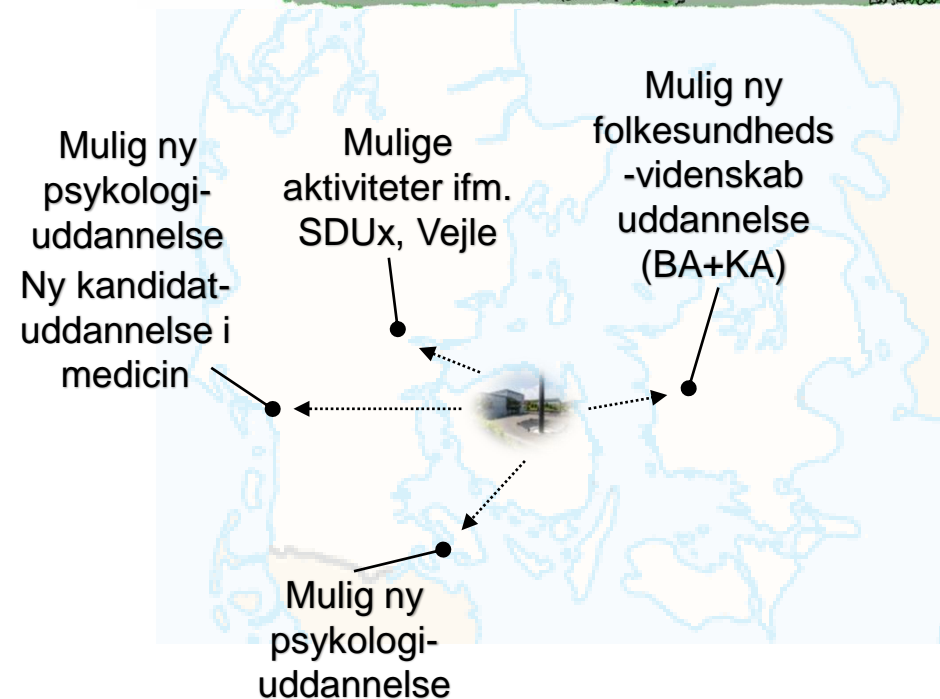 Mulig ny
psykologi-
uddannelse
Ny kandidat-
uddannelse i
medicin
Mulige
aktiviteter ifm.
SDUx, Vejle
Mulig ny
folkesundheds
-videnskab
uddannelse
(BA+KA)
Mulig ny
psykologi-
uddannelse